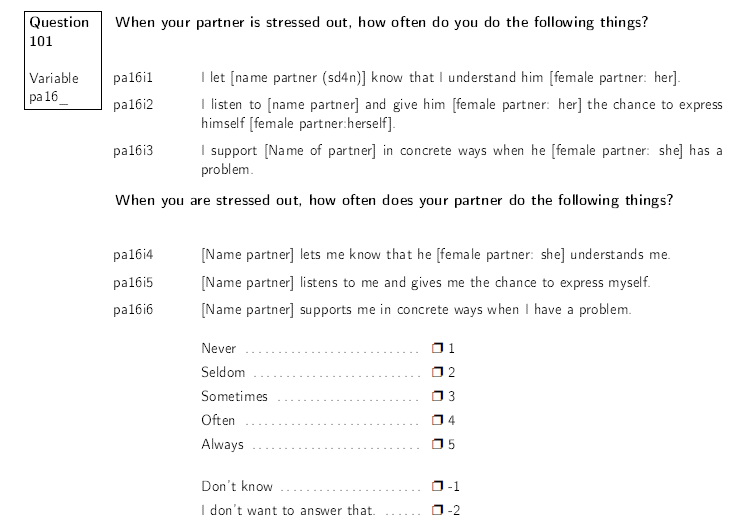 Question 101
When your partner is stressed out, how often do you do the following things?
Variable pa16_
pa16i1 I let [name partner (sd4n)] know that I understand him [female partner: her].
pa16i2 I listen to [name partner] and give him [female partner: her] the chance to express
himself [female partner:herself].
pa16i3 I support [Name of partner] in concrete ways when he [female partner: she] has a
problem.
When you are stressed out, how often does your partner do the following things?
pa16i4 [Name partner] lets me know that he [female partner: she] understands me.
pa16i5 [Name partner] listens to me and gives me the chance to express myself.
pa16i6 [Name partner] supports me in concrete ways when I have a problem.
Never ........................... ❒ 1
Seldom .......................... ❒ 2
Sometimes ...................... ❒ 3
Often ........................... ❒ 4
Always .......................... ❒ 5
Don't know ...................... ❒ -1
I don't want to answer that. ...... ❒ -2